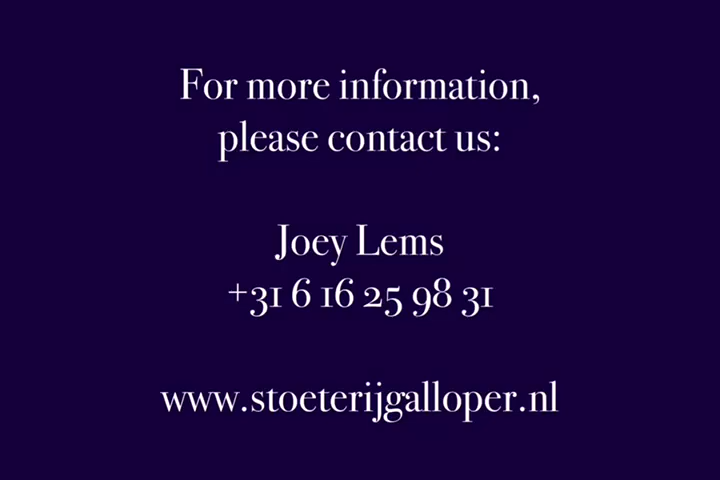 For more information,
please contact us:
Joey Lems
+31 6 16 25 98 31
www.stoeterijgalloper.nl